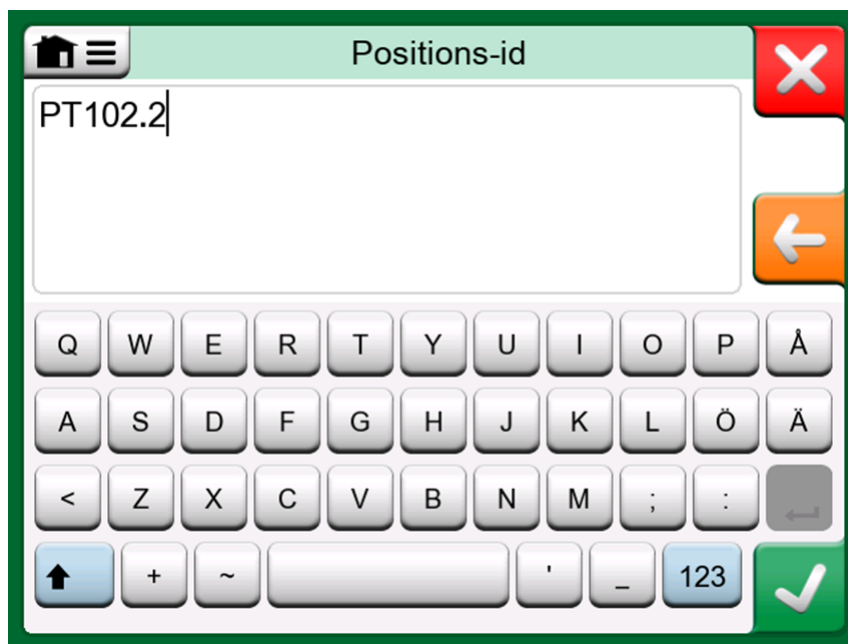 Positions-id
PT102.2
Q W E R T Y U I O P Å
A S D F G H J K L Ö Ä
< Z X C V B N M ; :
+ ~ ' _ 123